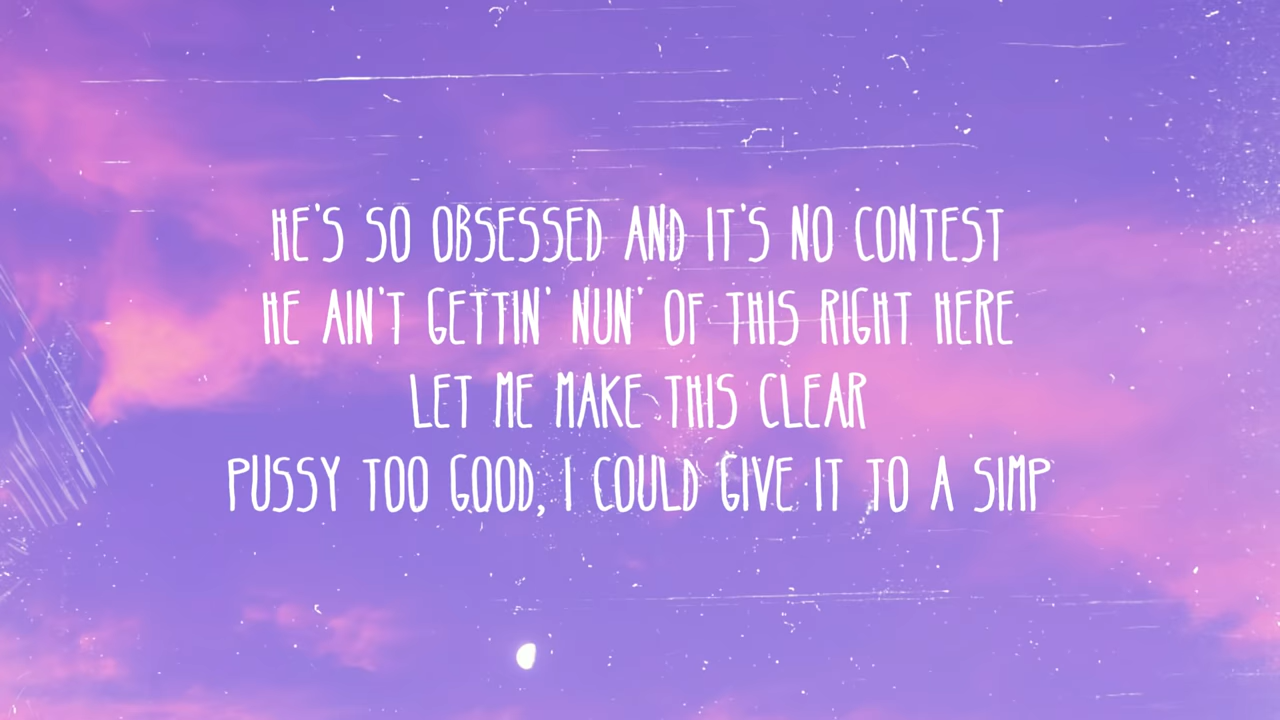 HE'S SO OBSESSED AND IT'S NO CONTEST
HE AIN'T GETTIN' NUN' OF THIS RIGHT HERE
LET ME MAKE THIS CLEAR
PUSSY TOO GOOD, I COULD GIVE IT TO A SIMP